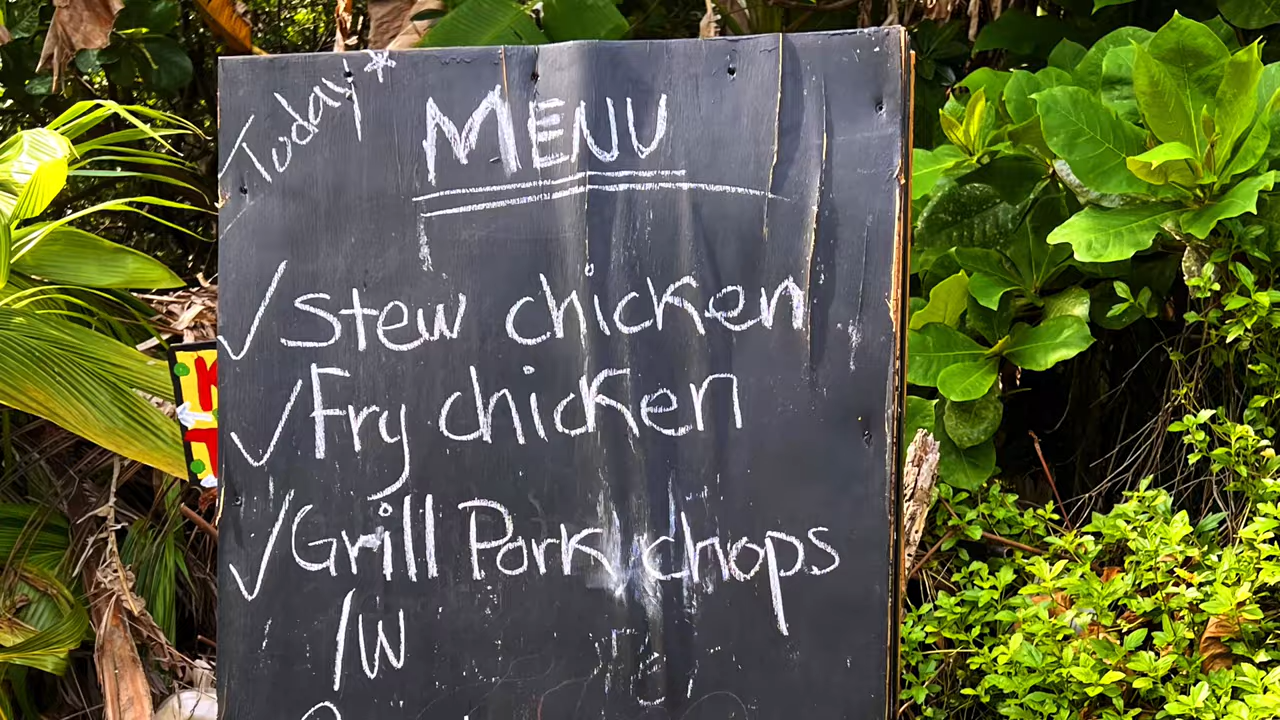 Today*
MENU
✓ Stew chicken
✓ Fry chicken
✓ Grill Pork chops
/W